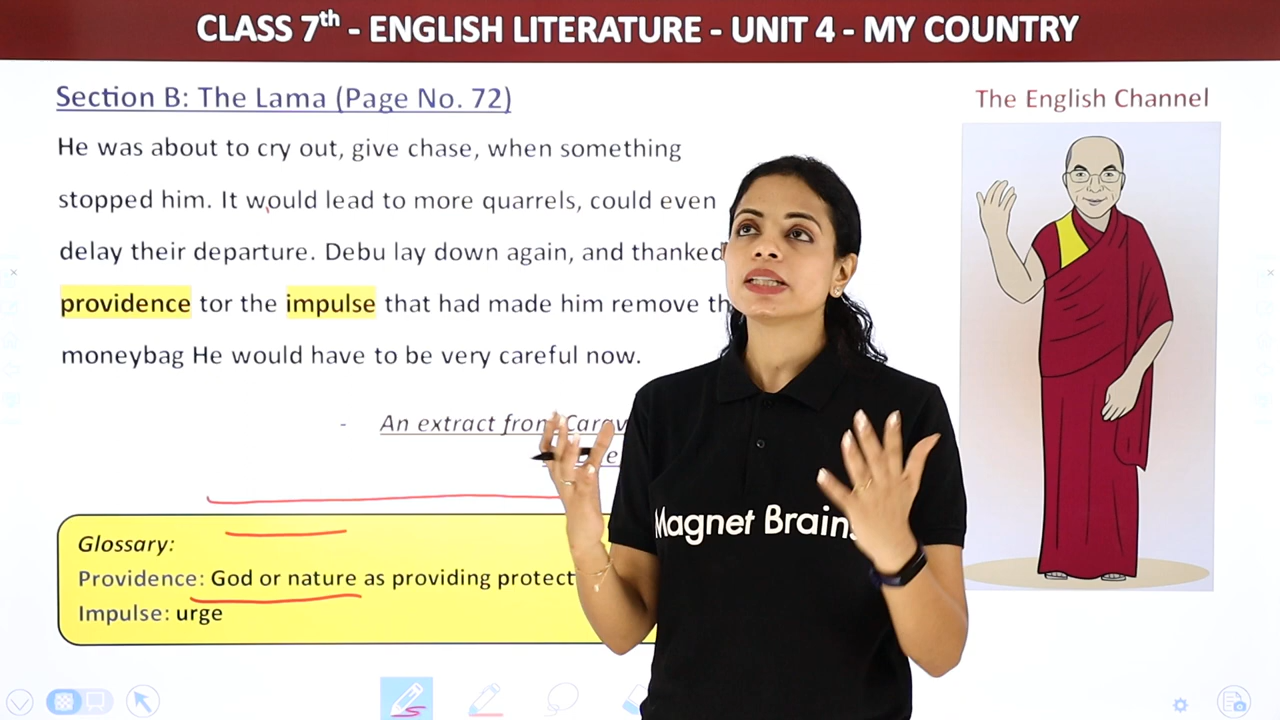 CLASS 7th - ENGLISH LITERATURE - UNIT 4 - MY COUNTRY
Section B: The Lama (Page No. 72)
The English Channel
He was about to cry out, give chase, when something
stopped him. It would lead to more quarrels, could even
delay their departure. Debu lay down again, and thanked
providence tor the impulse that had made him remove th
moneybag He would have to be very careful now.
- An extract from Carav
Glossary:
Providence: God or nature as providing protect
Impulse: urge
Magnet Brains